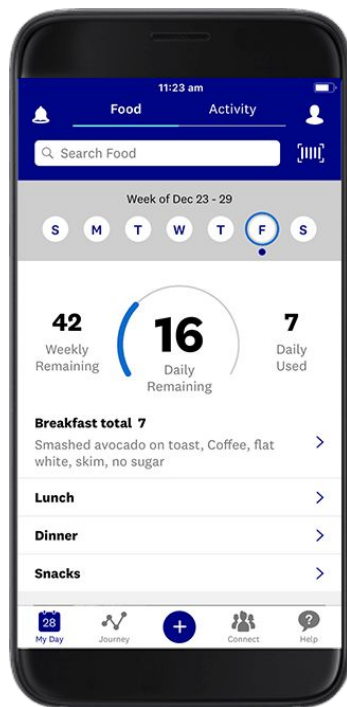 11:23 am
Food Activity
Search Food
Week of Dec 23 - 29
S M T W T F S
42 16 7
Weekly Daily Daily
Remaining Remaining Used
Breakfast total 7
Smashed avocado on toast, Coffee, flat
white, skim, no sugar
Lunch
Dinner
Snacks
28
My Day Journey + Connect ? Help